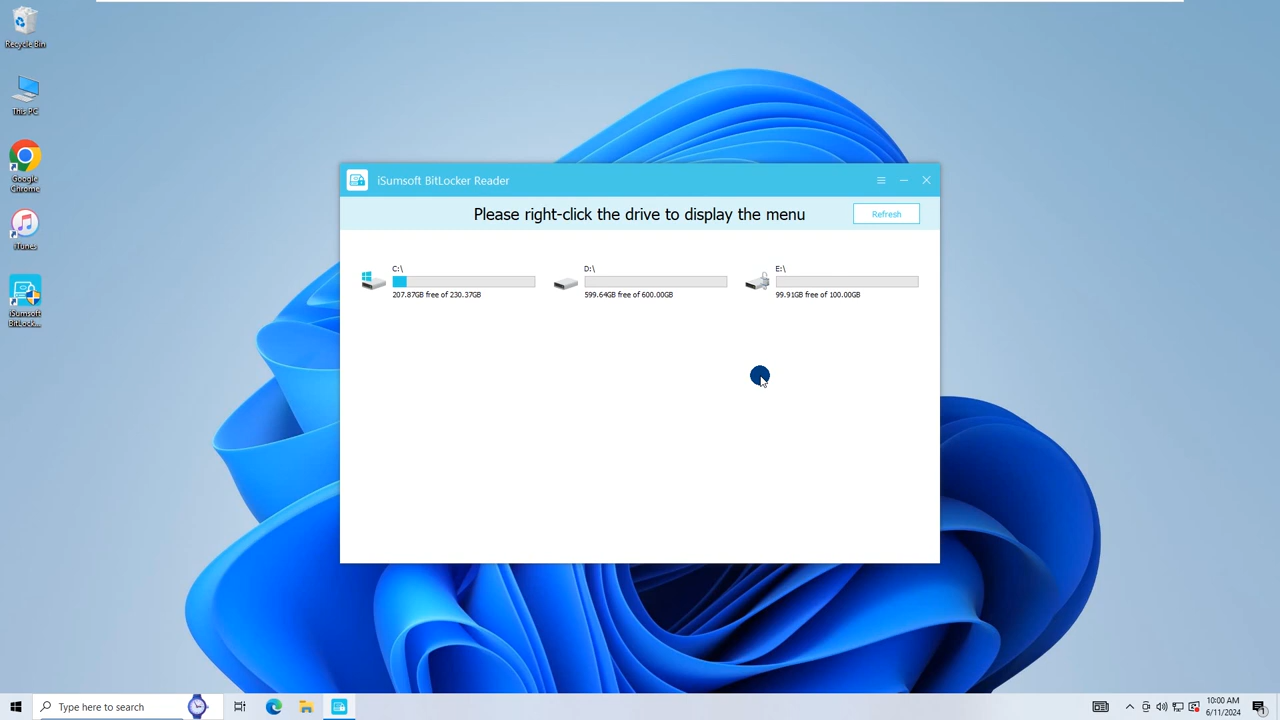 Recycle Bin
This PC
Google
Chrome
iTunes
iSumsoft
BitLock...
iSumsoft BitLocker Reader
Please right-click the drive to display the menu
Refresh
C:\
207.87GB free of 230.37GB
D:\
599.64GB free of 600.00GB
E:\
99.91GB free of 100.00GB
Type here to search
10:00 AM
6/11/2024
1